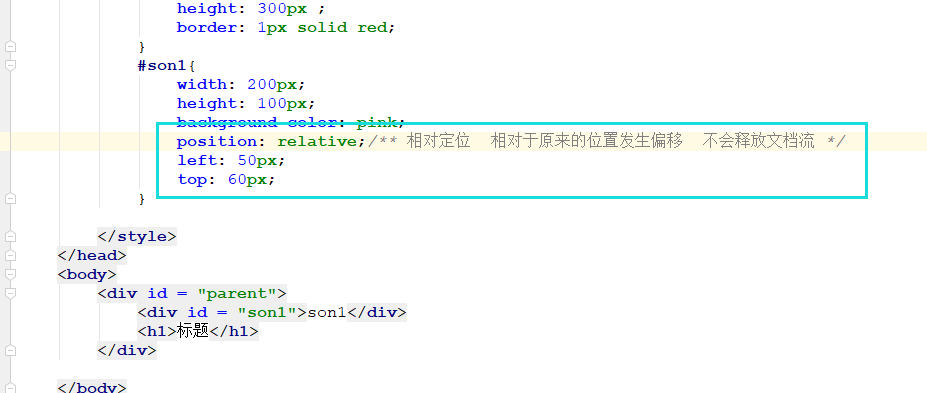 height: 300px ;
border: 1px solid red;
}
#son1{
width: 200px;
height: 100px;
background-color: pink;
position: relative;/** 相对定位  相对于原来的位置发生偏移  不会释放文档流 */
left: 50px;
top: 60px;
}
</style>
</head>
<body>
<div id = "parent">
<div id = "son1">son1</div>
<h1>标题</h1>
</div>
</body>